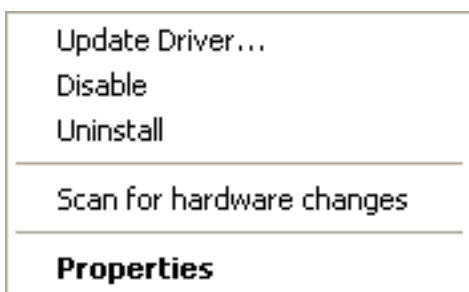 Update Driver...
Disable
Uninstall
Scan for hardware changes
Properties